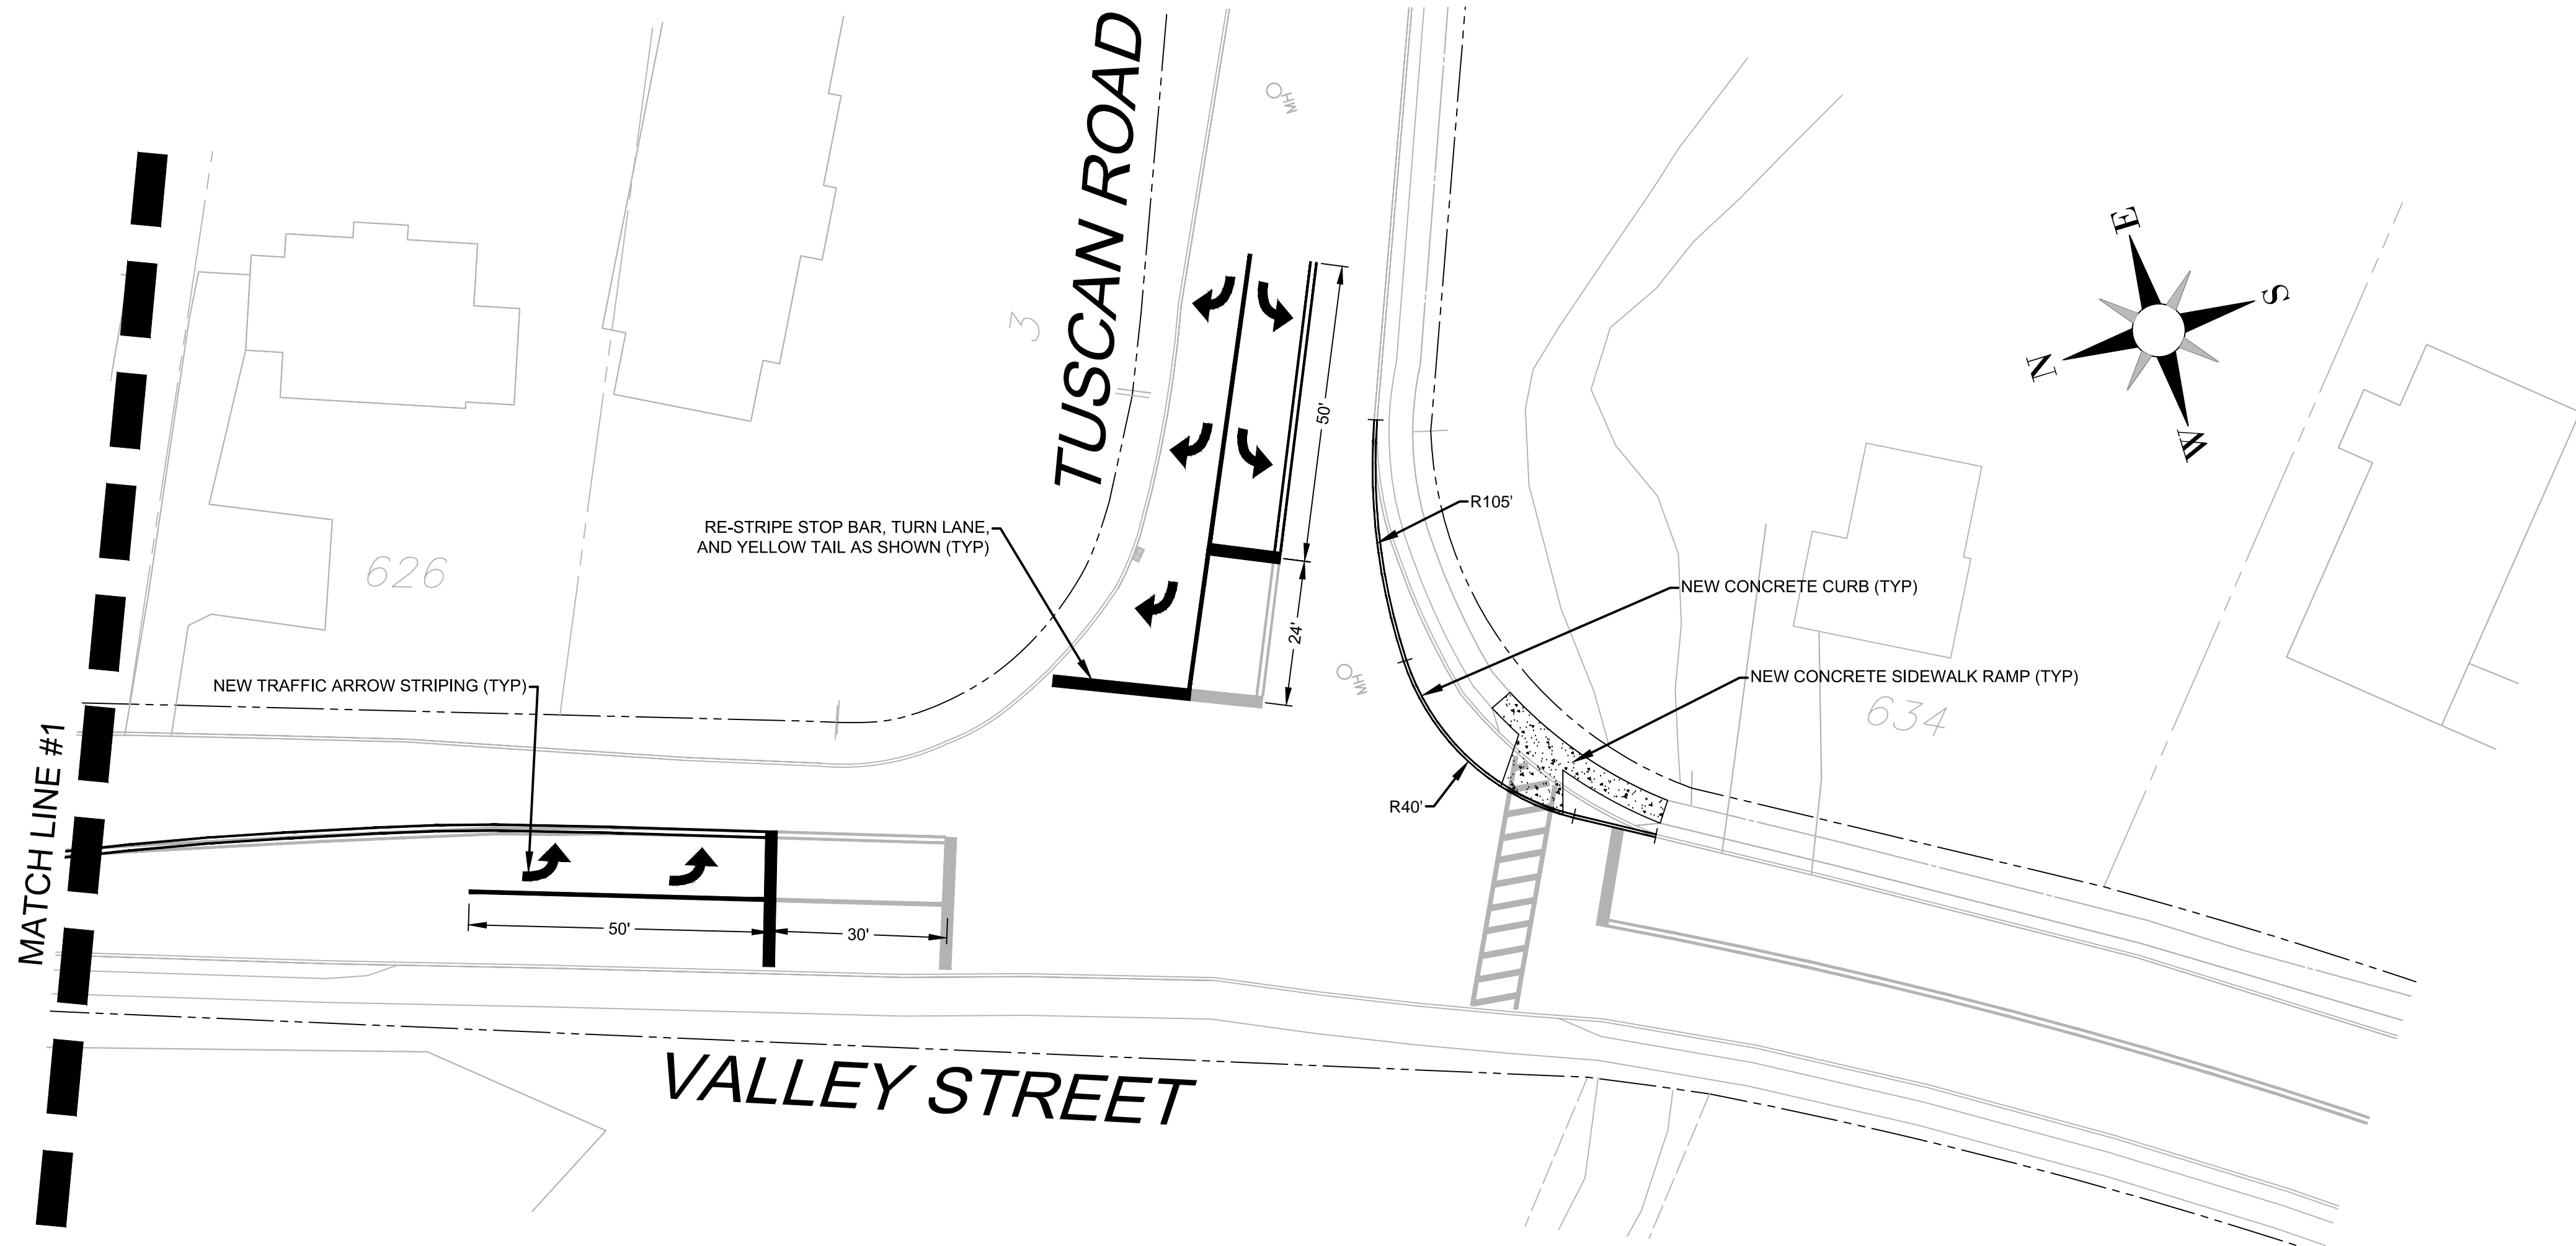 TUSCAN ROAD
MH
E
S
N
W
3
50'
R105'
RE-STRIPE STOP BAR, TURN LANE,
AND YELLOW TAIL AS SHOWN (TYP)
626
NEW CONCRETE CURB (TYP)
24'
MH
NEW TRAFFIC ARROW STRIPING (TYP)
NEW CONCRETE SIDEWALK RAMP (TYP)
634
MATCH LINE #1
R40'
50'
30'
VALLEY STREET